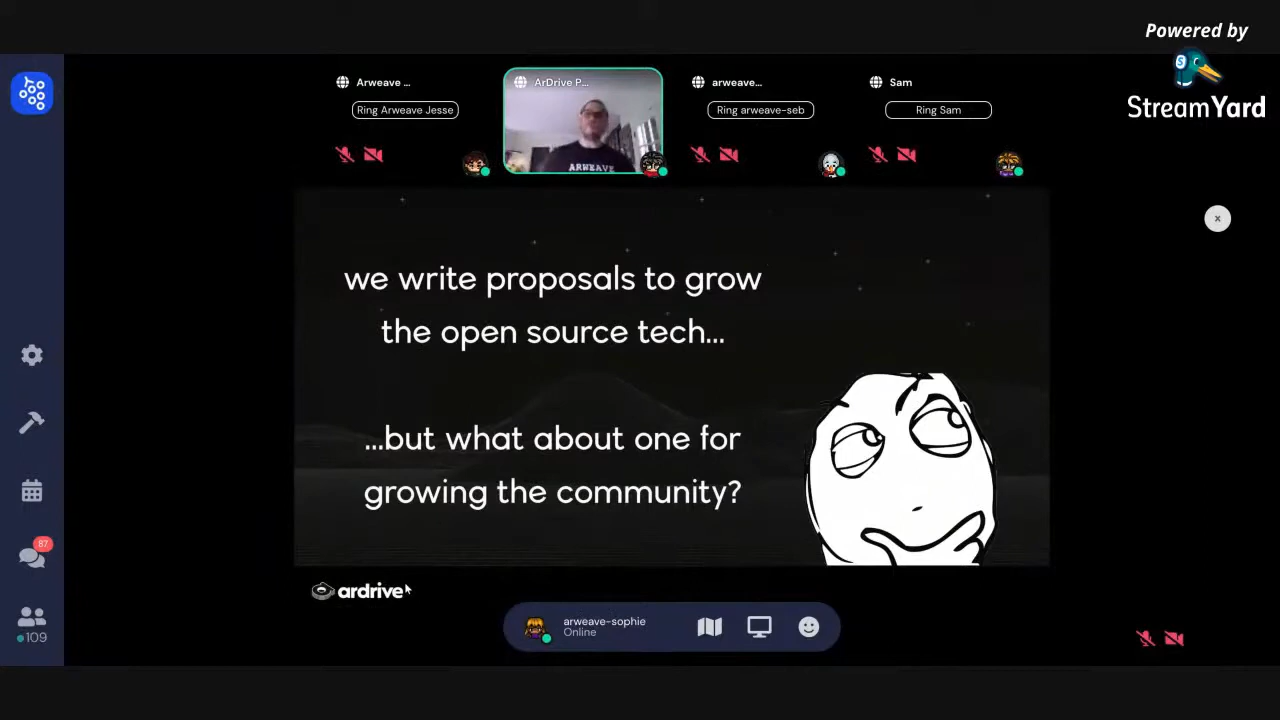 Powered by
StreamYard
Arweave ...
Ring Arweave Jesse
ArDrive P...
ARWEAVE
arweave...
Ring arweave-seb
Sam
Ring Sam
we write proposals to grow
the open source tech...
...but what about one for
growing the community?
ardrive
arweave-sophie
Online
87
109